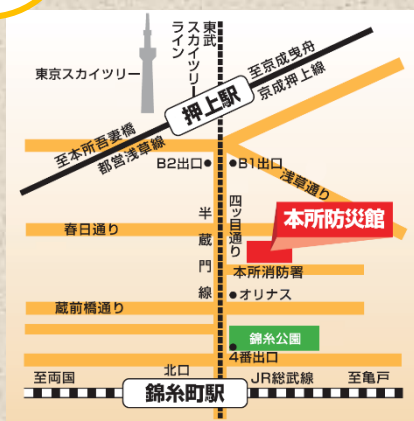 東武
スカイツリー
ライン
東京スカイツリー
至京成曳舟
京成押上線
押上駅
至本所吾妻橋
都営浅草線
B2出口
B1出口
浅草通り
四ッ目通り
本所防災館
春日通り
半蔵門線
本所消防署
オリナス
蔵前橋通り
錦糸公園
4番出口
北口
至両国
錦糸町駅
JR総武線
至亀戸